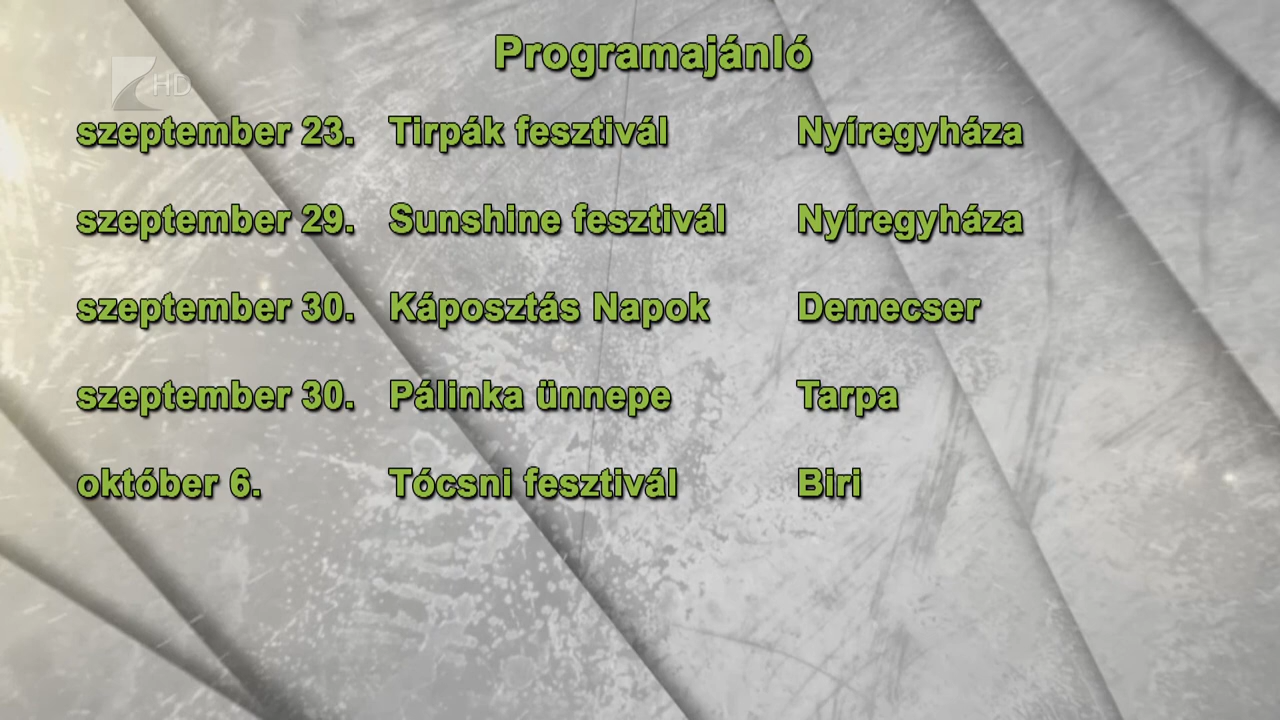 Programajánló
HD
szeptember 23. Tirpák fesztivál Nyíregyháza
szeptember 29. Sunshine fesztivál Nyíregyháza
szeptember 30. Káposztás Napok Demecser
szeptember 30. Pálinka ünnepe Tarpa
október 6. Tócsni fesztivál Biri